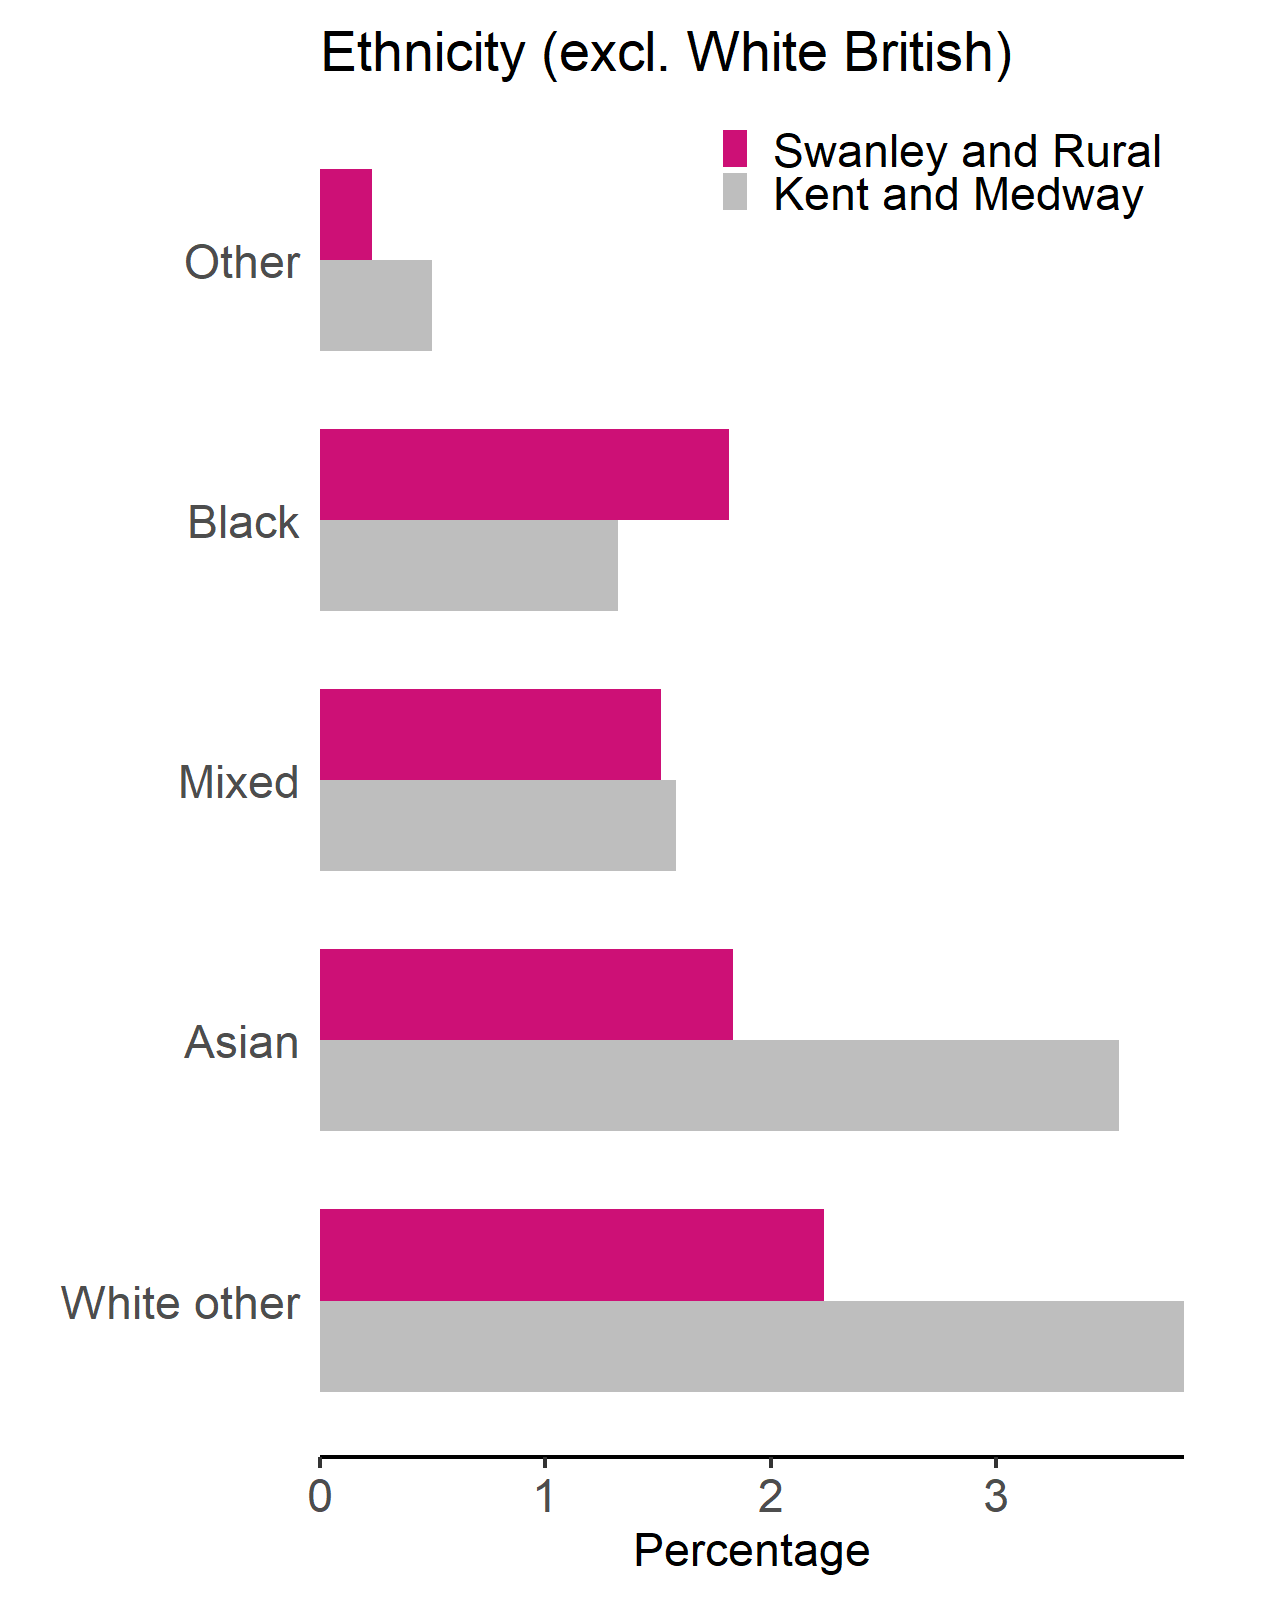 Ethnicity (excl. White British)
Swanley and Rural
Kent and Medway
Other
Black
Mixed
Asian
White other
0 1 2 3
Percentage